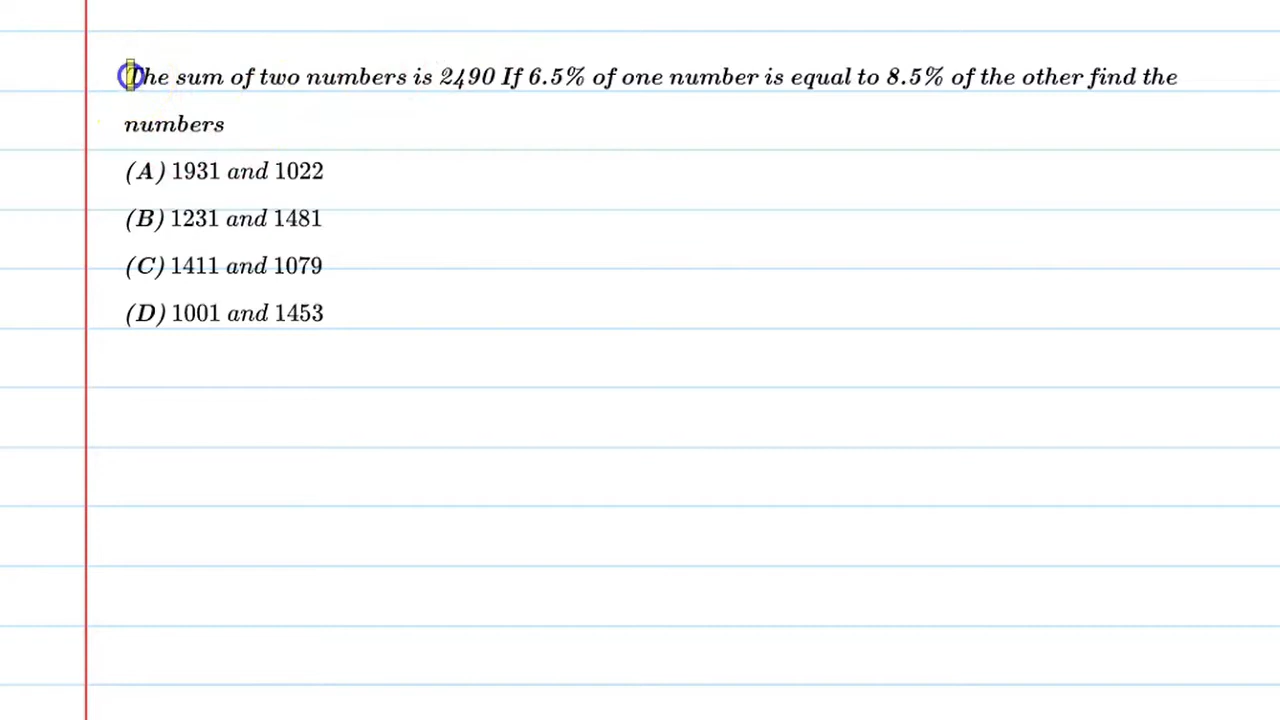 The sum of two numbers is 2490 If 6.5% of one number is equal to 8.5% of the other find the
numbers
(A) 1931 and 1022
(B) 1231 and 1481
(C) 1411 and 1079
(D) 1001 and 1453